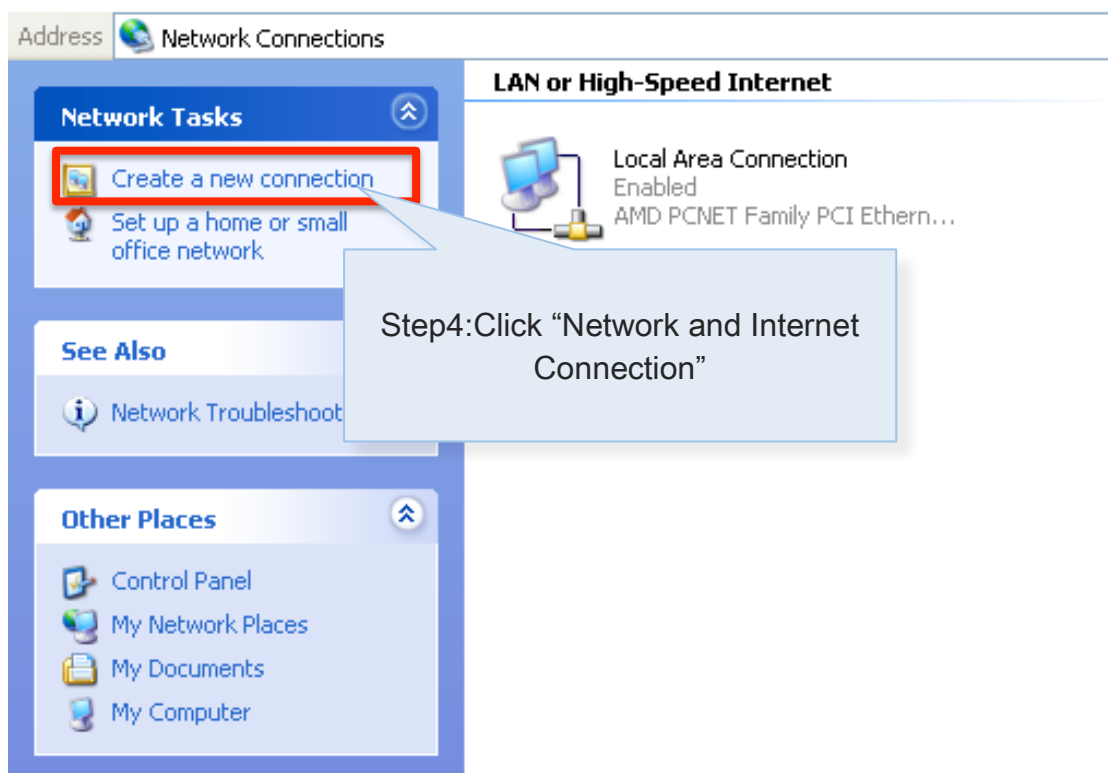 Address Network Connections
LAN or High-Speed Internet
Network Tasks
Create a new connection
Set up a home or small
office network
Local Area Connection
Enabled
AMD PCNET Family PCI Ethern...
Step4:Click “Network and Internet
Connection”
See Also
Network Troubleshoot
Other Places
Control Panel
My Network Places
My Documents
My Computer